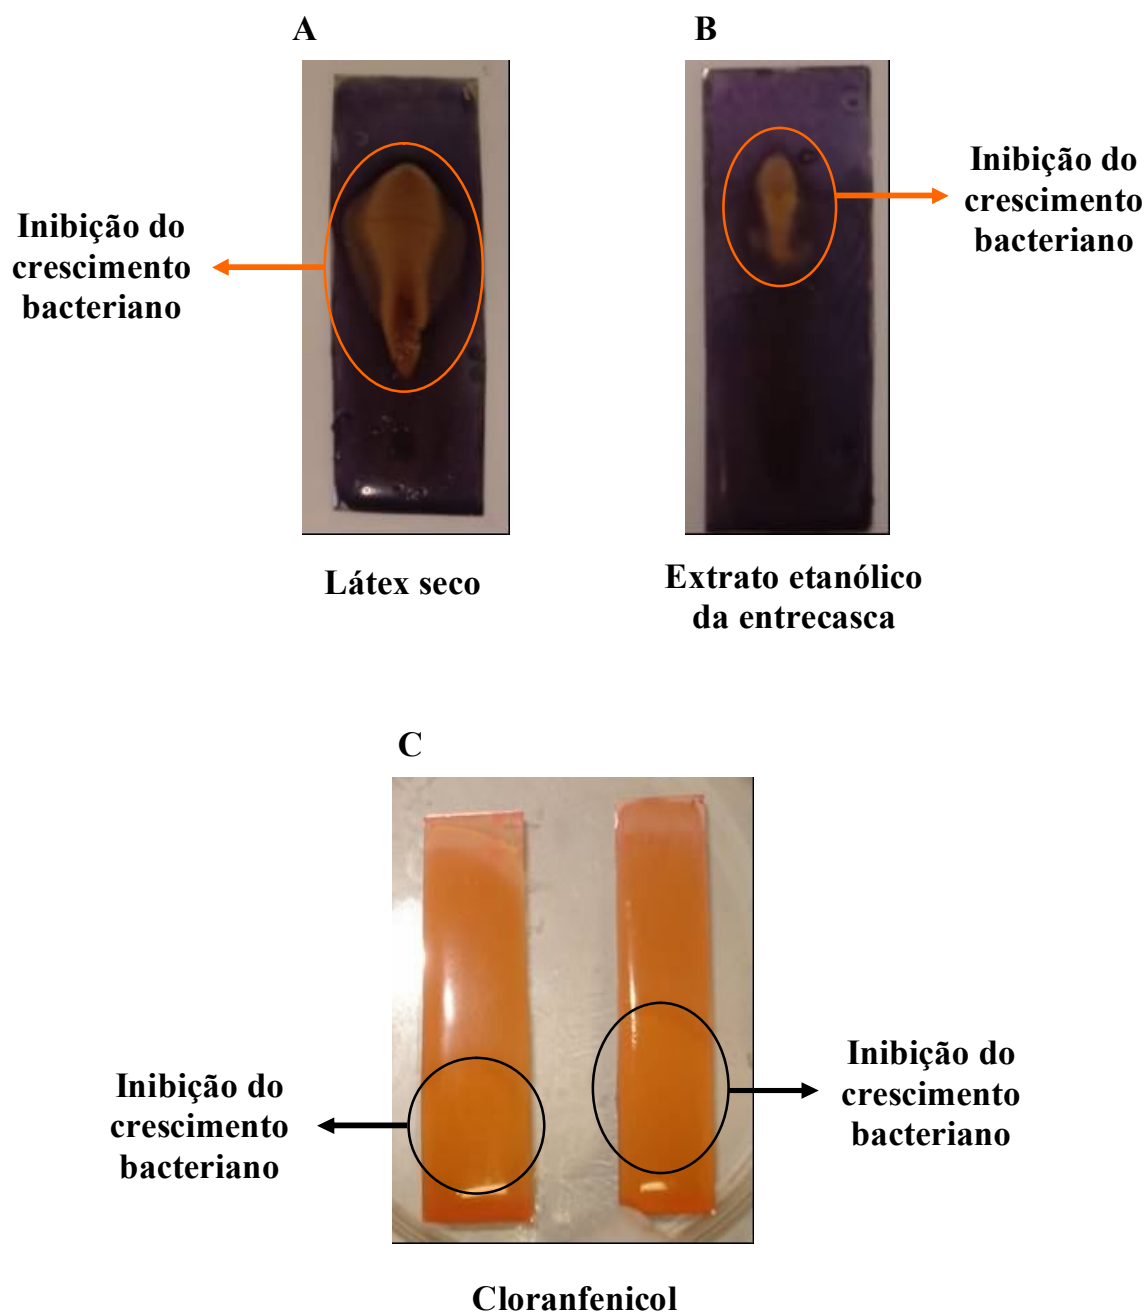 A
B
Inibição do
crescimento
bacteriano
Inibição do
crescimento
bacteriano
Látex seco
Extrato etanólico
da entrecasca
C
Inibição do
crescimento
bacteriano
Inibição do
crescimento
bacteriano
Cloranfenicol